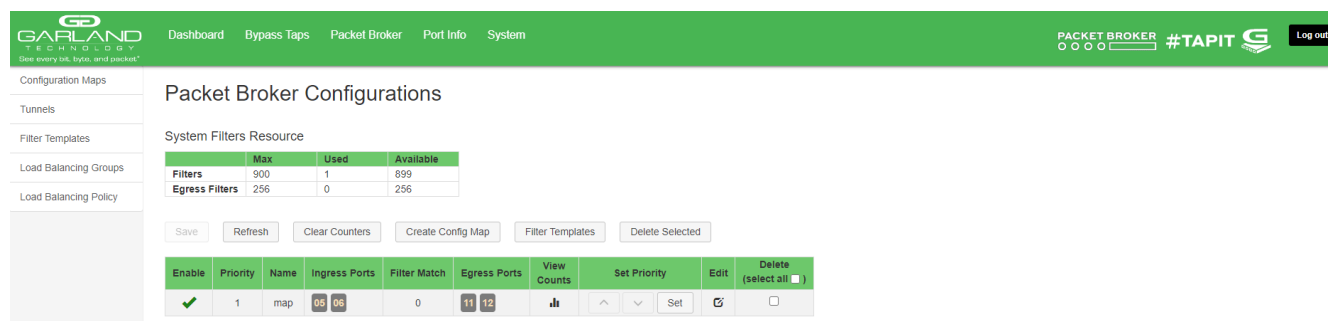 GARLAND
TECHNOLOGY
See every bit, byte, and packet.®
Dashboard Bypass Taps Packet Broker Port Info System
PACKET BROKER #TAPIT
Log out
Configuration Maps
Tunnels
Filter Templates
Load Balancing Groups
Load Balancing Policy
Packet Broker Configurations
System Filters Resource
Max Used Available
Filters 900 1 899
Egress Filters 256 0 256
Save Refresh Clear Counters Create Config Map Filter Templates Delete Selected
Enable Priority Name Ingress Ports Filter Match Egress Ports View Counts Set Priority Edit Delete (select all )
1 map 05 06 0 11 12 Set